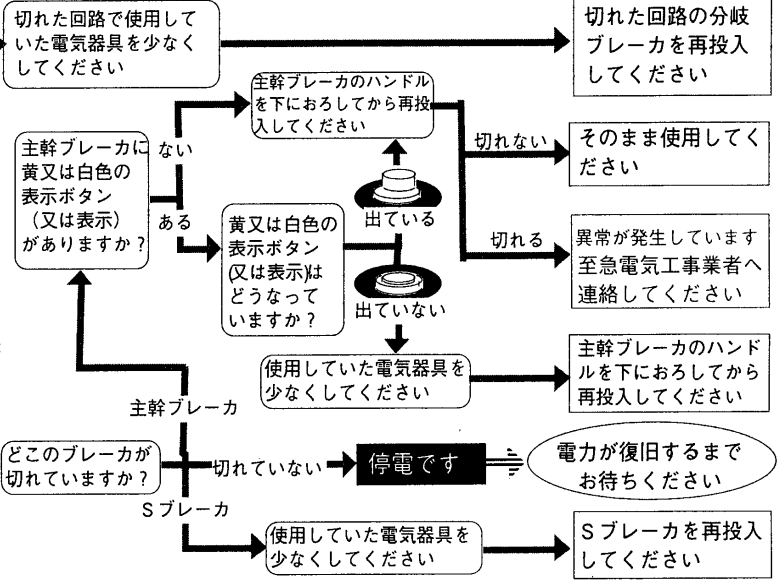 切れた回路で使用して
いた電気器具を少なく
してください
切れた回路の分岐
ブレーカを再投入
してください
主幹ブレーカのハンドル
を下におろしてから再投
入してください
主幹ブレーカに
黄又は白色の
表示ボタン
(又は表示)
がありますか?
ない
ある
切れない
そのまま使用してく
ださい
黄又は白色の
表示ボタン
(又は表示)は
どうなって
いますか?
出ている
出ていない
切れる
異常が発生しています
至急電気工事業者へ
連絡してください
使用していた電気器具を
少なくしてください
主幹ブレーカのハンド
ルを下におろしてから
再投入してください
主幹ブレーカ
どこのブレーカが
切れていますか?
切れていない
停電です
電力が復旧するまで
お待ちください
Sブレーカ
使用していた電気器具を
少なくしてください
Sブレーカを再投入
してください